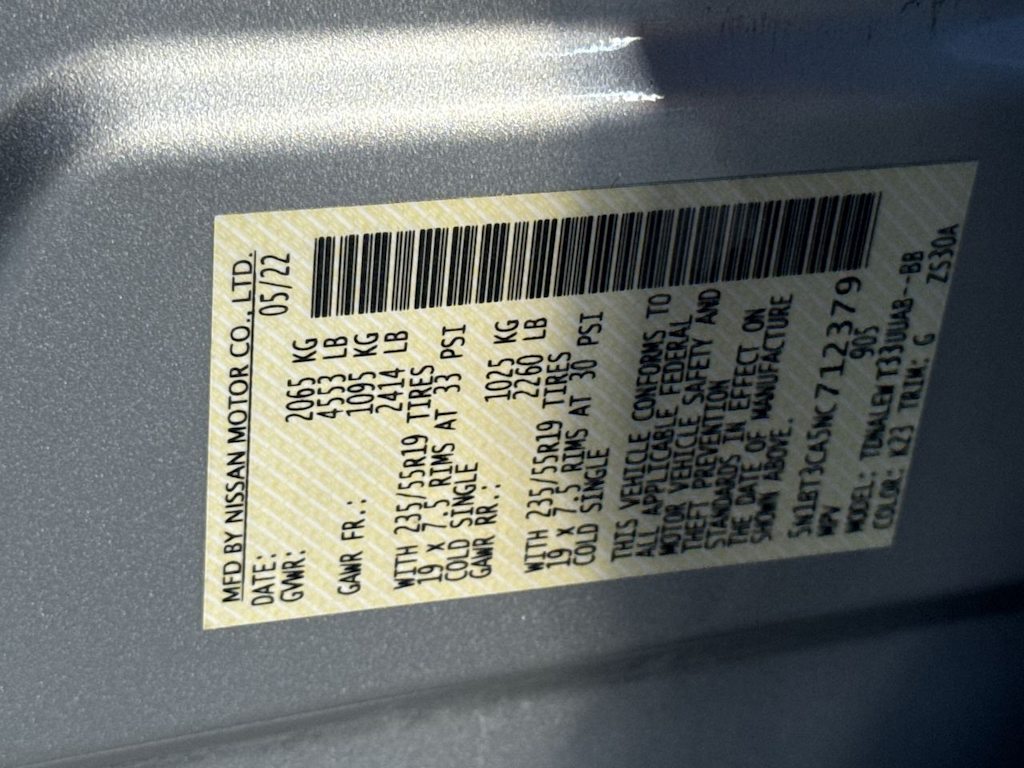 MFD BY NISSAN MOTOR CO., LTD.
DATE: 05/22
GVWR: 2065 KG
4553 LB
GAWR FR.: 1095 KG
2414 LB
WITH 235/55R19 TIRES
19 X 7.5 RIMS AT 33 PSI
COLD SINGLE
GAWR RR.: 1025 KG
2260 LB
WITH 235/55R19 TIRES
19 X 7.5 RIMS AT 30 PSI
COLD SINGLE
THIS VEHICLE CONFORMS TO
ALL APPLICABLE FEDERAL
MOTOR VEHICLE SAFETY AND
THEFT PREVENTION
STANDARDS IN EFFECT ON
THE DATE OF MANUFACTURE
SHOWN ABOVE.
5N1BT3CA5NC712379
MPV 905
MODEL: TDNALEW T33UUAB--BB
COLOR: K23 TRIM: G ZS30A